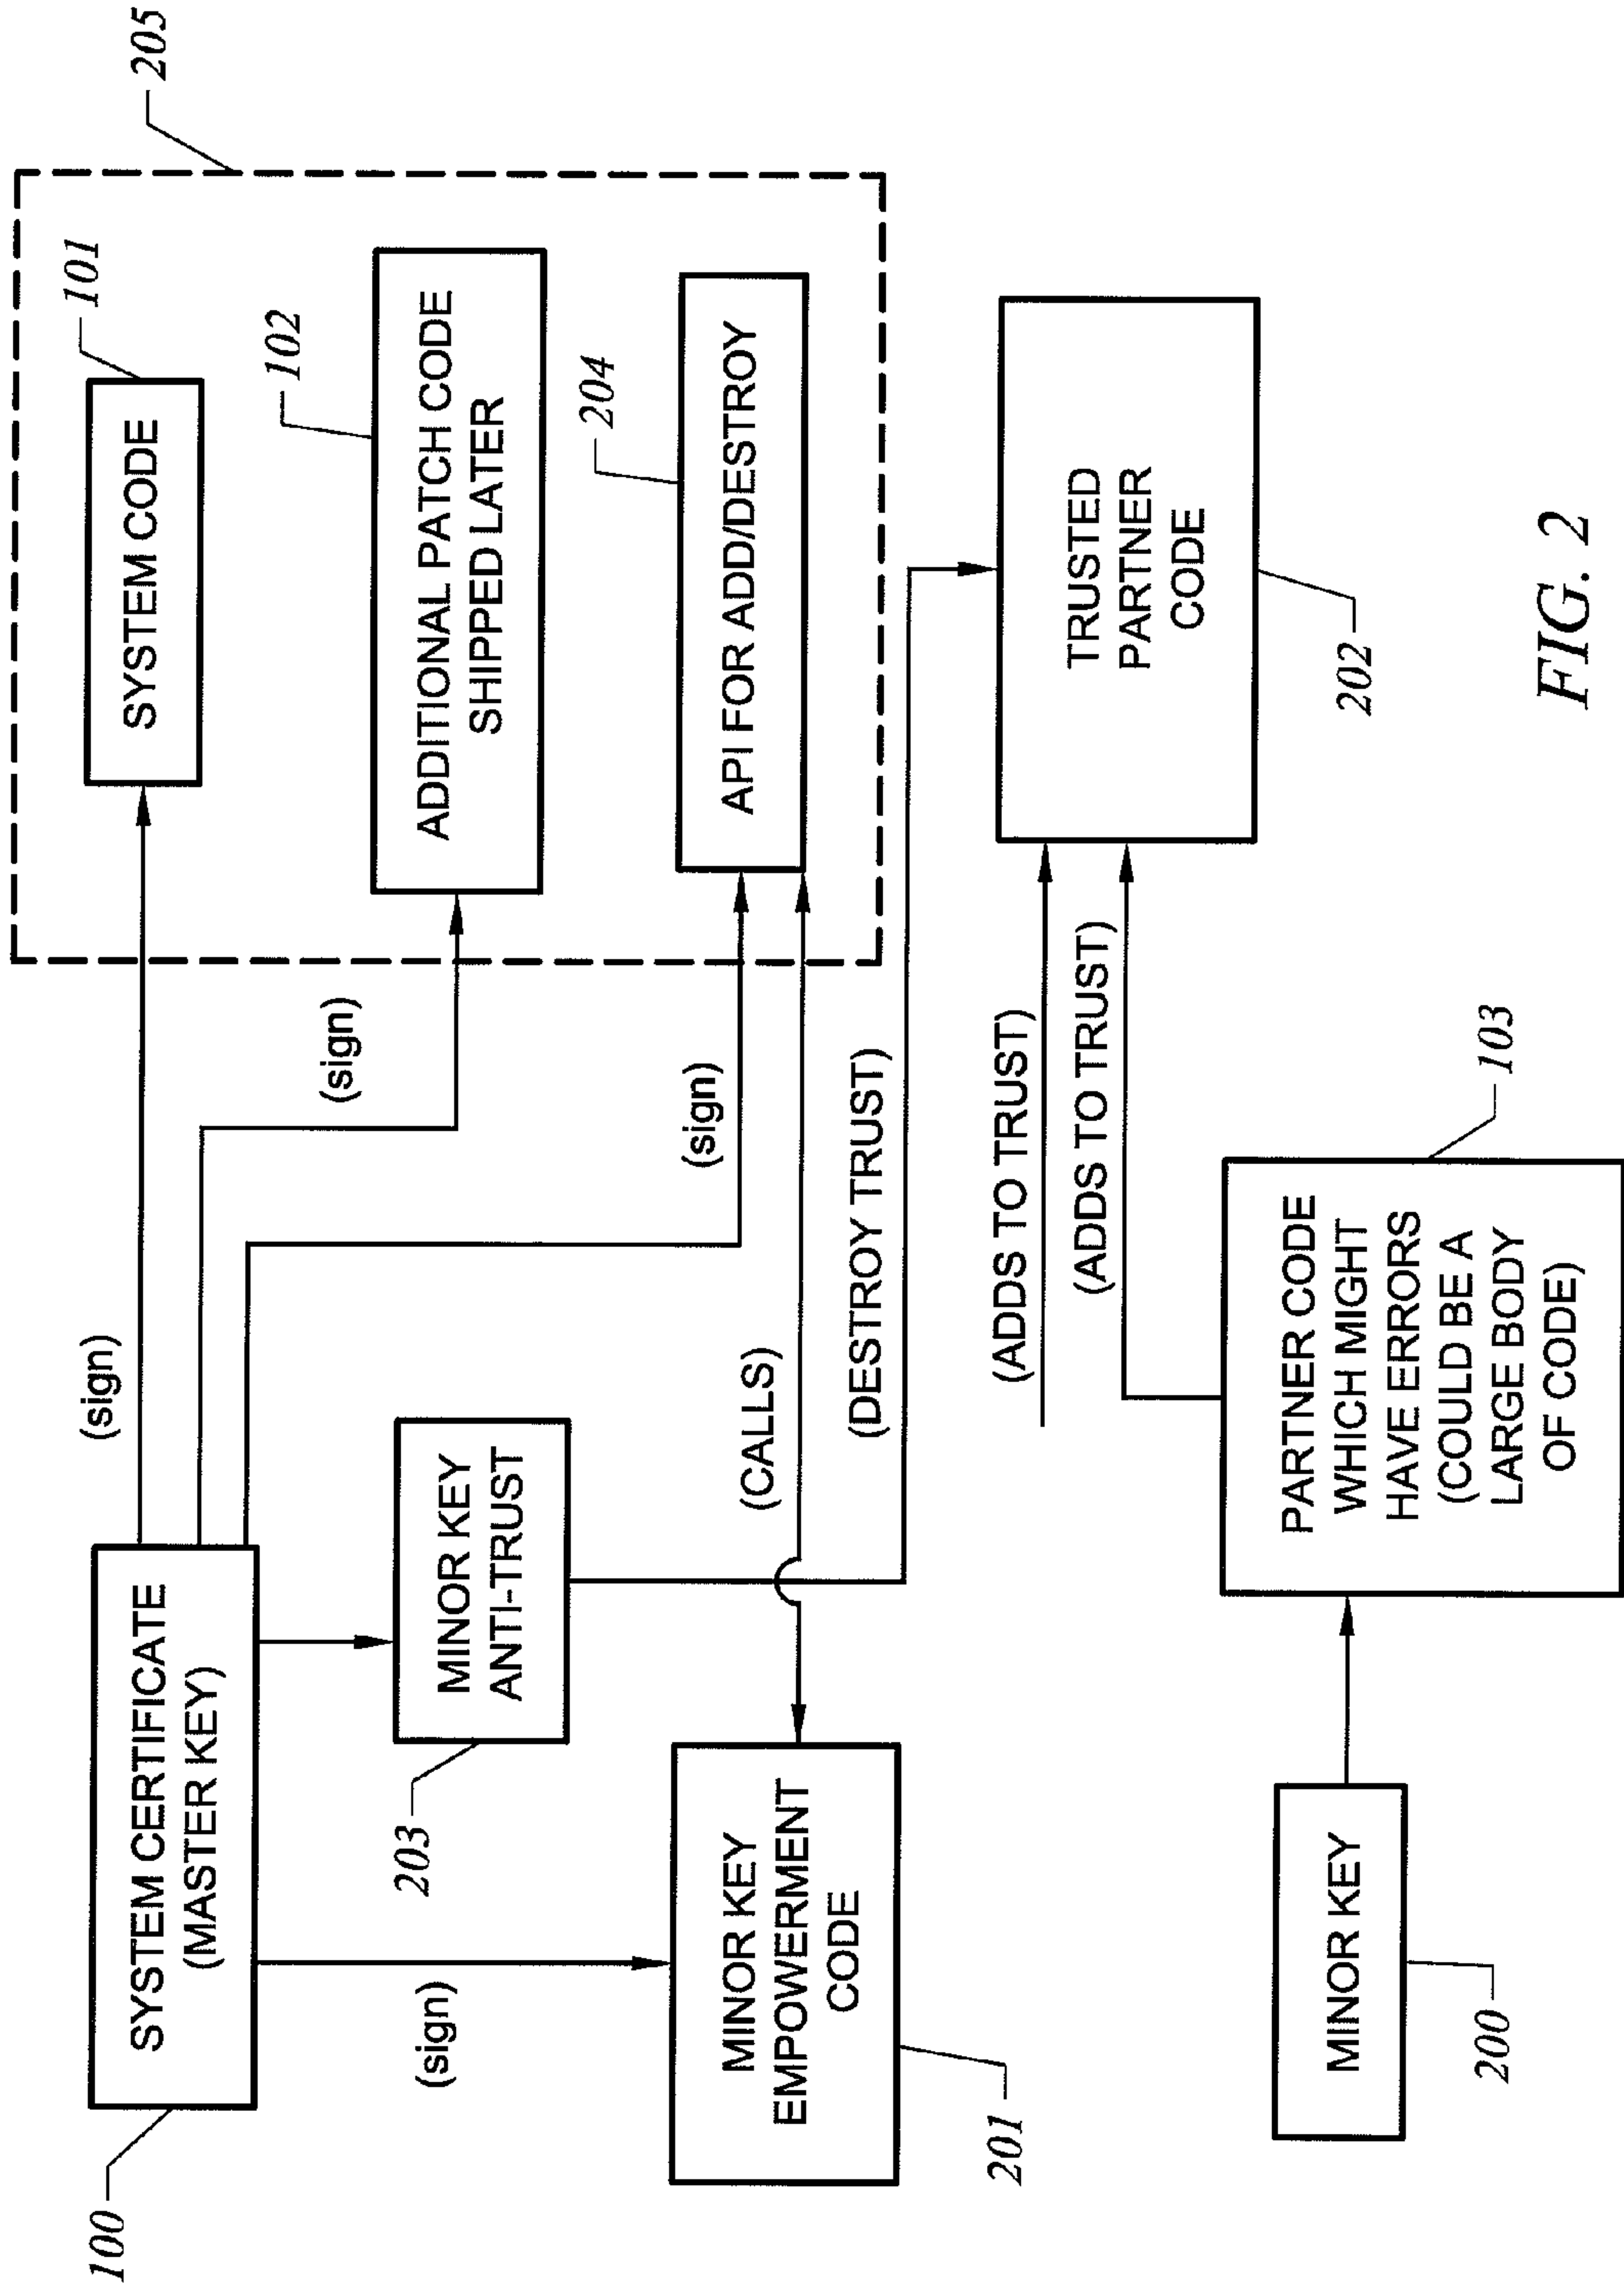 205
SYSTEM CODE
101
ADDITIONAL PATCH CODE
SHIPPED LATER
102
API FOR ADD/DESTROY
204
(sign)
(sign)
(sign)
SYSTEM CERTIFICATE
(MASTER KEY)
100
MINOR KEY
ANTI-TRUST
203
(sign)
(CALLS)
(DESTROY TRUST)
MINOR KEY
EMPOWERMENT
CODE
201
(ADDS TO TRUST)
(ADDS TO TRUST)
TRUSTED
PARTNER
CODE
202
MINOR KEY
200
PARTNER CODE
WHICH MIGHT
HAVE ERRORS
(COULD BE A
LARGE BODY
OF CODE)
103
FIG. 2